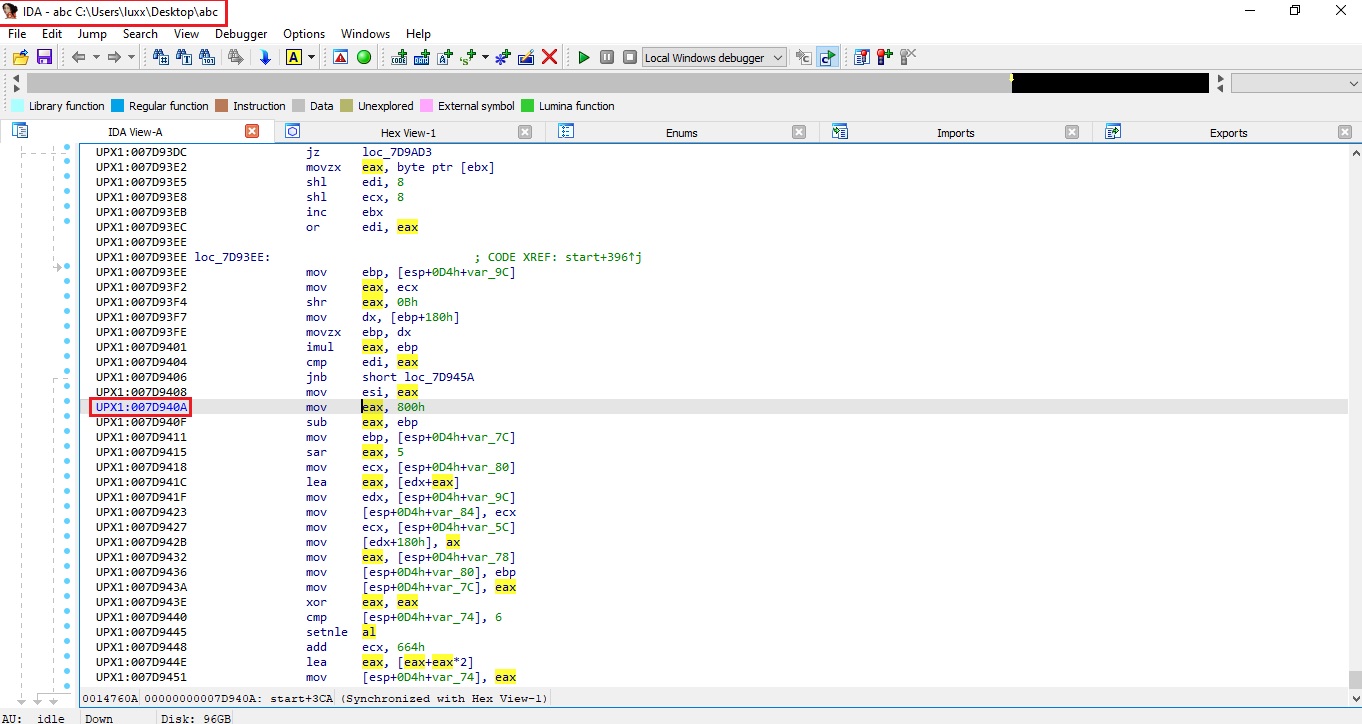 IDA - abc C:\Users\luxx\Desktop\abc
File Edit Jump Search View Debugger Options Windows Help
Local Windows debugger
Library function Regular function Instruction Data Unexplored External symbol Lumina function
IDA View-A Hex View-1 Enums Imports Exports
UPX1:007D93DC jz loc_7D9AD3
UPX1:007D93E2 movzx eax, byte ptr [ebx]
UPX1:007D93E5 shl edi, 8
UPX1:007D93E8 shl ecx, 8
UPX1:007D93EB inc ebx
UPX1:007D93EC or edi, eax
UPX1:007D93EE
UPX1:007D93EE loc_7D93EE: ; CODE XREF: start+396↑j
UPX1:007D93EE mov ebp, [esp+0D4h+var_9C]
UPX1:007D93F2 mov eax, ecx
UPX1:007D93F4 shr eax, 0Bh
UPX1:007D93F7 mov dx, [ebp+180h]
UPX1:007D93FE movzx ebp, dx
UPX1:007D9401 imul eax, ebp
UPX1:007D9404 cmp edi, eax
UPX1:007D9406 jnb short loc_7D945A
UPX1:007D9408 mov esi, eax
UPX1:007D940A mov eax, 800h
UPX1:007D940F sub eax, ebp
UPX1:007D9411 mov ebp, [esp+0D4h+var_7C]
UPX1:007D9415 sar eax, 5
UPX1:007D9418 mov ecx, [esp+0D4h+var_80]
UPX1:007D941C lea eax, [edx+eax]
UPX1:007D941F mov edx, [esp+0D4h+var_9C]
UPX1:007D9423 mov [esp+0D4h+var_84], ecx
UPX1:007D9427 mov ecx, [esp+0D4h+var_5C]
UPX1:007D942B mov [edx+180h], ax
UPX1:007D9432 mov eax, [esp+0D4h+var_78]
UPX1:007D9436 mov [esp+0D4h+var_80], ebp
UPX1:007D943A mov [esp+0D4h+var_7C], eax
UPX1:007D943E xor eax, eax
UPX1:007D9440 cmp [esp+0D4h+var_74], 6
UPX1:007D9445 setnle al
UPX1:007D9448 add ecx, 664h
UPX1:007D944E lea eax, [eax+eax*2]
UPX1:007D9451 mov [esp+0D4h+var_74], eax
0014760A 00000000007D940A: start+3CA (Synchronized with Hex View-1)
AU: idle Down Disk: 96GB